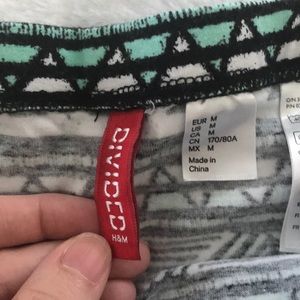 DIVIDED
H&M
EUR M
US M
CA M
CN 170/80A
MX M
Made in
China